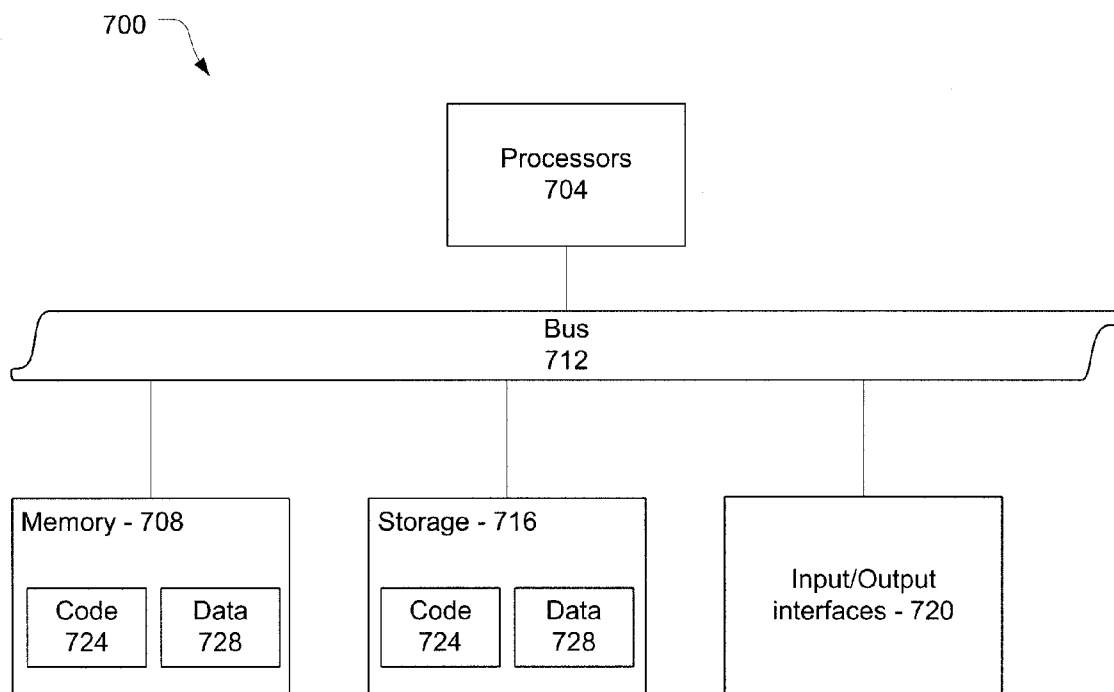 700
Processors
704
Bus
712
Memory - 708
Code
724
Data
728
Storage - 716
Code
724
Data
728
Input/Output
interfaces - 720